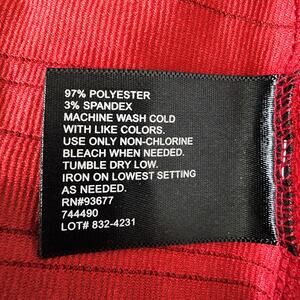 97% POLYESTER
3% SPANDEX
MACHINE WASH COLD
WITH LIKE COLORS.
USE ONLY NON-CHLORINE
BLEACH WHEN NEEDED.
TUMBLE DRY LOW.
IRON ON LOWEST SETTING
AS NEEDED.
RN#93677
744490
LOT# 832-4231